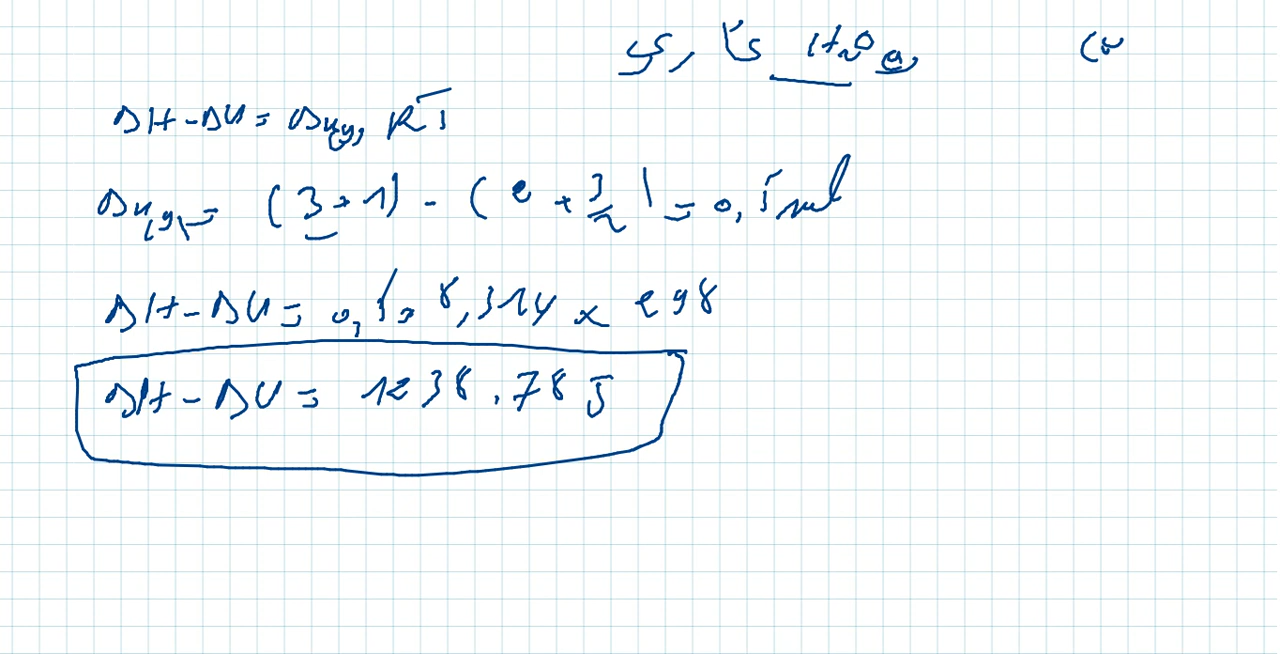 H₂O(g)
ΔH-ΔU = Δn(g) RT
Δn(g) = (3+1) - (2 + 3/2) = 0,5 mol
ΔH-ΔU = 0,5 × 8,314 × 298
ΔH-ΔU = 1238.78 J